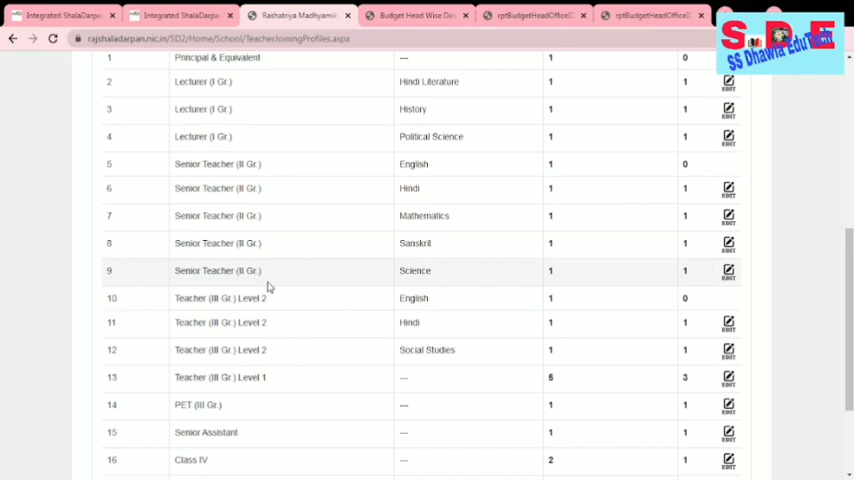 Integrated ShalaDarpan
Integrated ShalaDarpan
Rashatriya Madhyamik
Budget Head Wise De
rptBudgetHeadOfficeI
rptBudgetHeadOfficeID
rajshaladarpan.nic.in/SD2/Home/School/TeacherJoiningProfiles.aspx
SDE
SS Dhawla EduTech
1 Principal & Equivalent --- 1 0
2 Lecturer (I Gr.) Hindi Literature 1 1 EDIT
3 Lecturer (I Gr.) History 1 1 EDIT
4 Lecturer (I Gr.) Political Science 1 1 EDIT
5 Senior Teacher (II Gr.) English 1 0
6 Senior Teacher (II Gr.) Hindi 1 1 EDIT
7 Senior Teacher (II Gr.) Mathematics 1 1 EDIT
8 Senior Teacher (II Gr.) Sanskrit 1 1 EDIT
9 Senior Teacher (II Gr.) Science 1 1 EDIT
10 Teacher (III Gr.) Level 2 English 1 0
11 Teacher (III Gr.) Level 2 Hindi 1 1 EDIT
12 Teacher (III Gr.) Level 2 Social Studies 1 1 EDIT
13 Teacher (III Gr.) Level 1 --- 5 3 EDIT
14 PET (III Gr.) --- 1 1 EDIT
15 Senior Assistant --- 1 1 EDIT
16 Class IV --- 2 1 EDIT